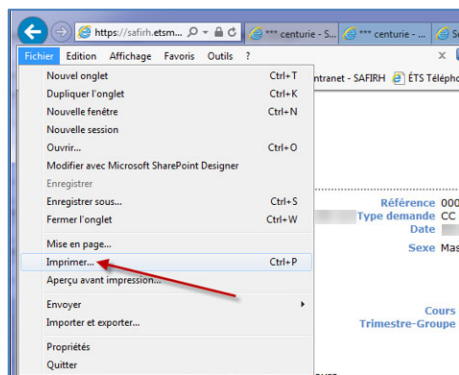 https://safirh.etsm... *** centurie - S... *** centurie - ...
Fichier Edition Affichage Favoris Outils ?
Nouvel onglet Ctrl+T
ntranet - SAFIRH ÉTS Télépho
Dupliquer l'onglet Ctrl+K
Nouvelle fenêtre Ctrl+N
Nouvelle session
Ouvrir... Ctrl+O
Modifier avec Microsoft SharePoint Designer
Enregistrer
Enregistrer sous... Ctrl+S
Référence 000
Fermer l'onglet Ctrl+W
Type demande CC
Date
Mise en page...
Sexe Mas
Imprimer... Ctrl+P
Aperçu avant impression...
Envoyer
Cours
Importer et exporter...
Trimestre-Groupe
Propriétés
Quitter